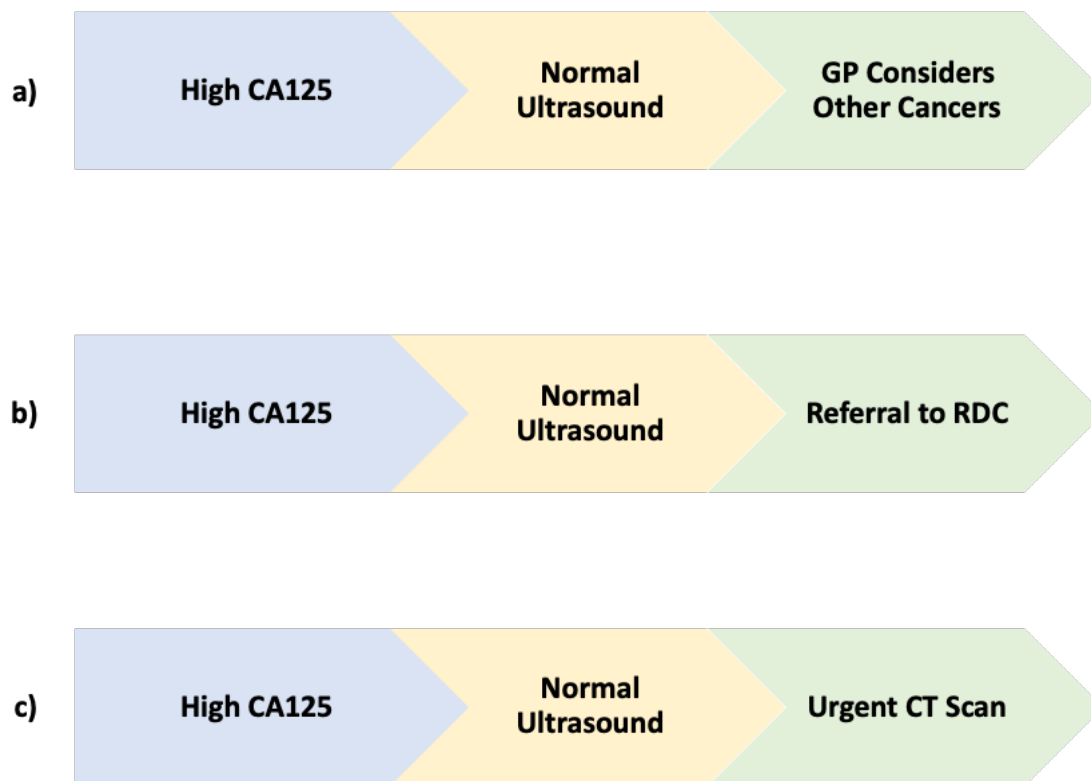 a)
High CA125
Normal
Ultrasound
GP Considers
Other Cancers
b)
High CA125
Normal
Ultrasound
Referral to RDC
c)
High CA125
Normal
Ultrasound
Urgent CT Scan